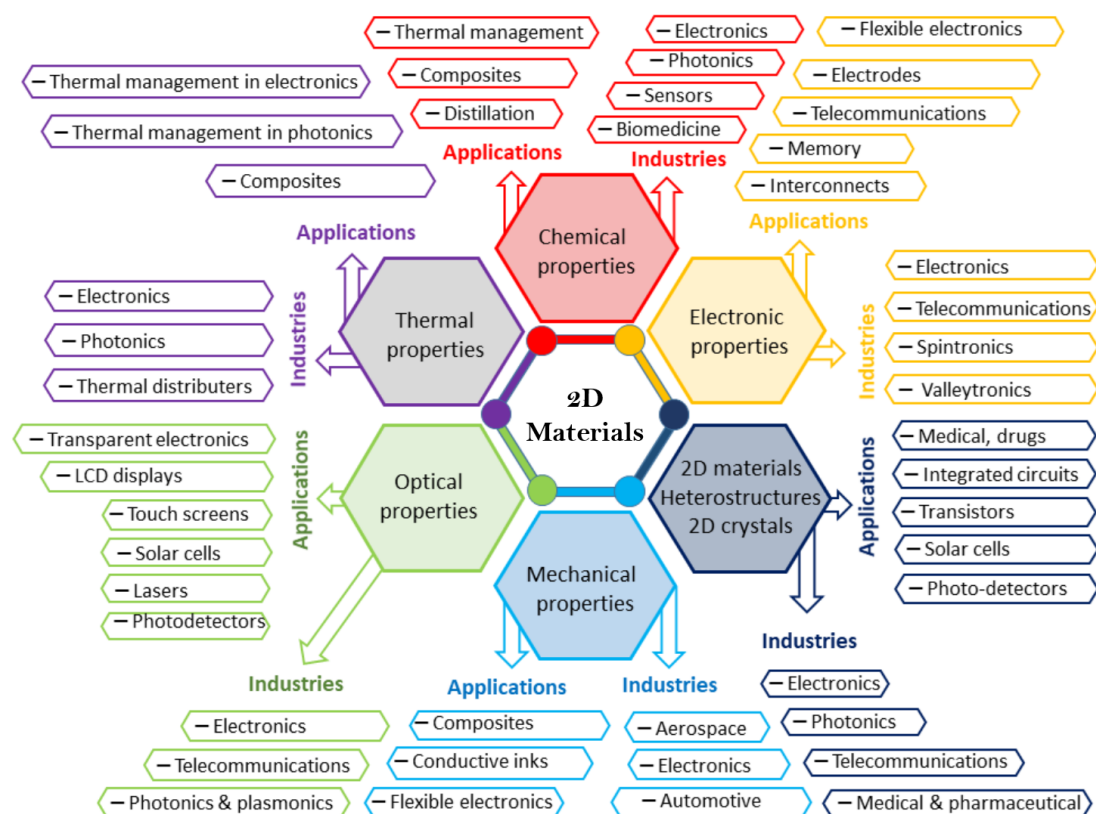 – Thermal management
– Composites
– Distillation
Applications
– Electronics
– Photonics
– Sensors
– Biomedicine
Industries
– Flexible electronics
– Electrodes
– Telecommunications
– Memory
– Interconnects
Applications
– Thermal management in electronics
– Thermal management in photonics
– Composites
Applications
Chemical
properties
Thermal
properties
Electronic
properties
– Electronics
– Photonics
– Thermal distributers
Industries
– Electronics
– Telecommunications
– Spintronics
– Valleytronics
Industries
2D
Materials
– Transparent electronics
– LCD displays
– Touch screens
– Solar cells
– Lasers
– Photodetectors
Applications
Optical
properties
2D materials
Heterostructures
2D crystals
Applications
– Medical, drugs
– Integrated circuits
– Transistors
– Solar cells
– Photo-detectors
Mechanical
properties
Industries
– Electronics
– Telecommunications
– Photonics & plasmonics
Applications
– Composites
– Conductive inks
– Flexible electronics
Industries
– Aerospace
– Electronics
– Automotive
Industries
– Electronics
– Photonics
– Telecommunications
– Medical & pharmaceutical